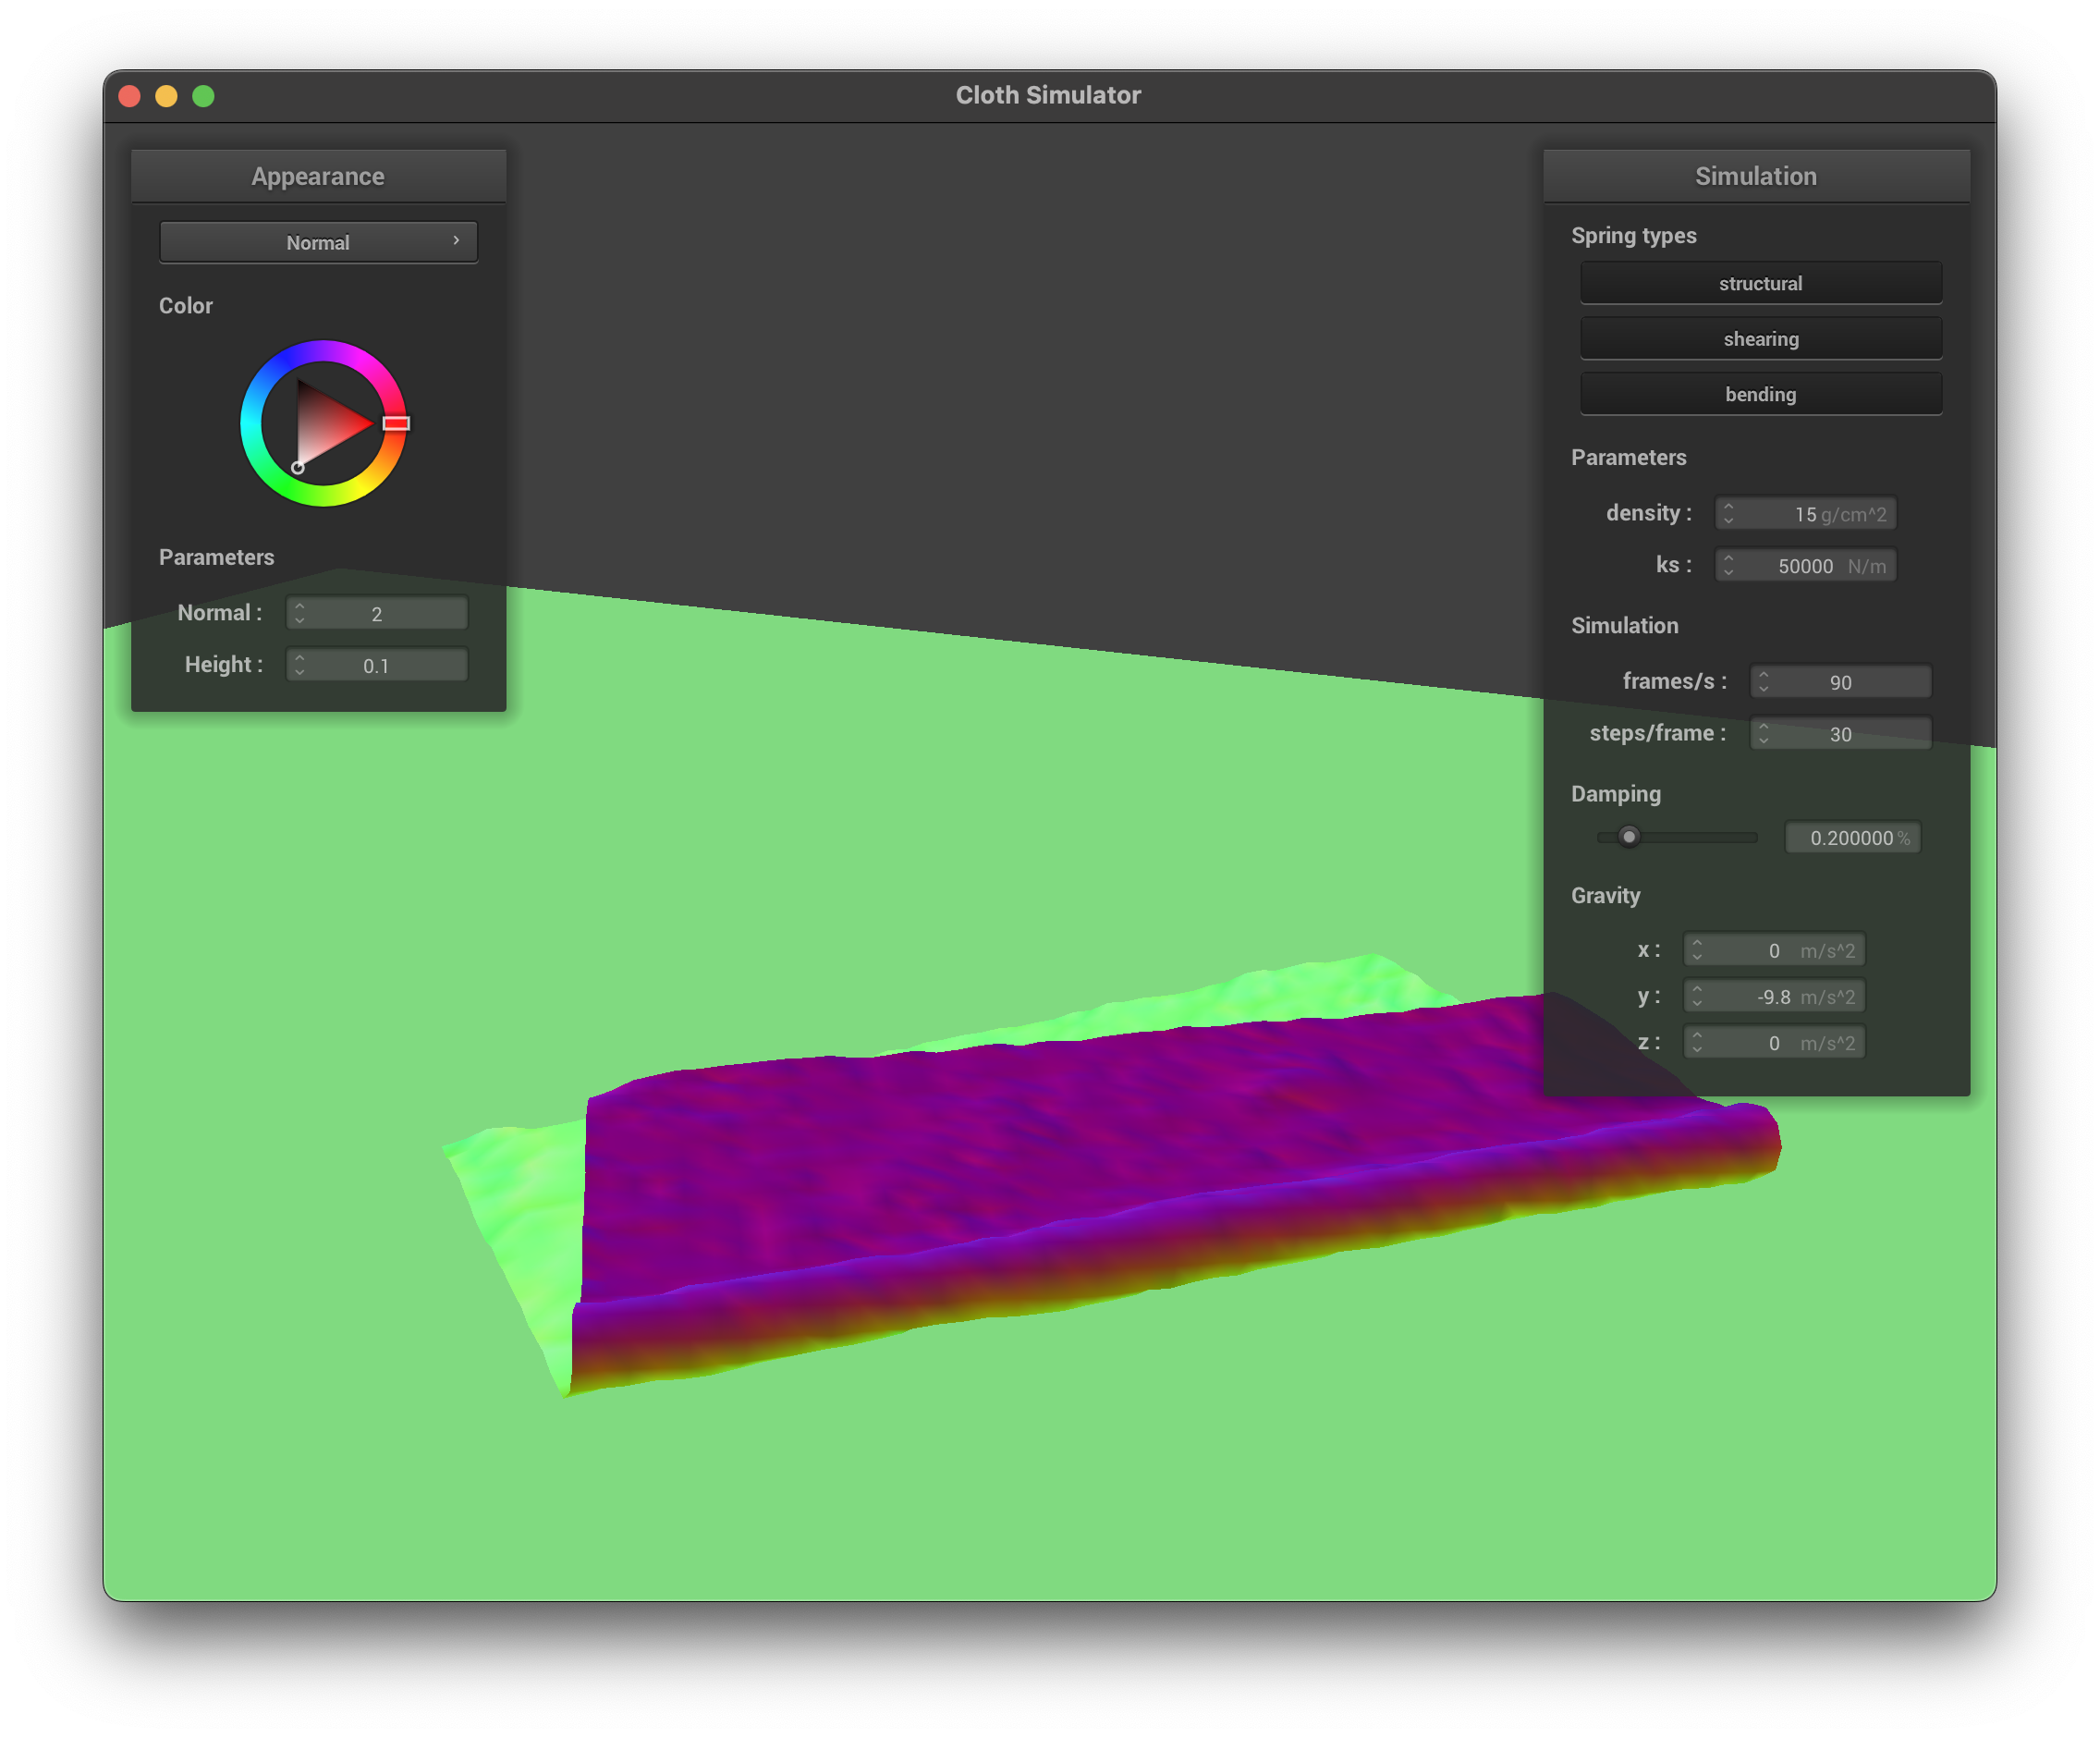 Cloth Simulator
Appearance
Normal
Color
Parameters
Normal : 2
Height : 0.1
Simulation
Spring types
structural
shearing
bending
Parameters
density : 15 g/cm^2
ks : 50000 N/m
Simulation
frames/s : 90
steps/frame : 30
Damping
0.200000 %
Gravity
x : 0 m/s^2
y : -9.8 m/s^2
z : 0 m/s^2